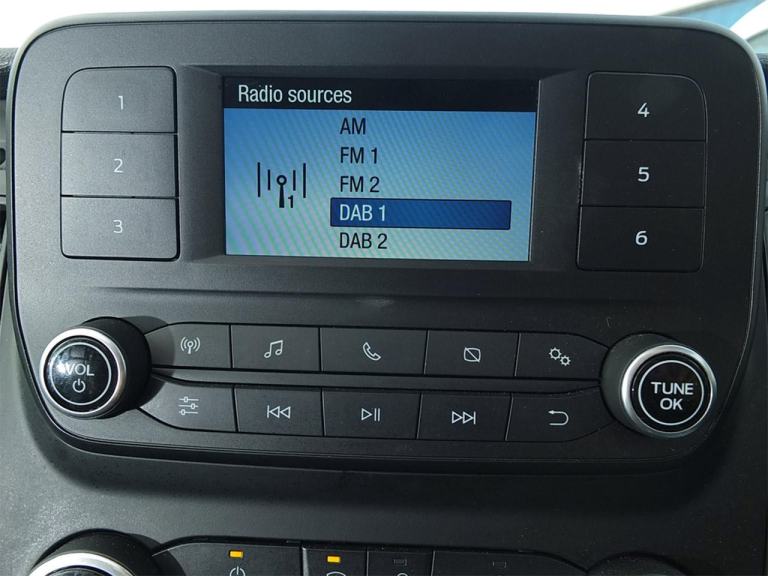 Radio sources
AM
FM 1
FM 2
DAB 1
DAB 2
1
1
2
3
4
5
6
VOL
TUNE
OK